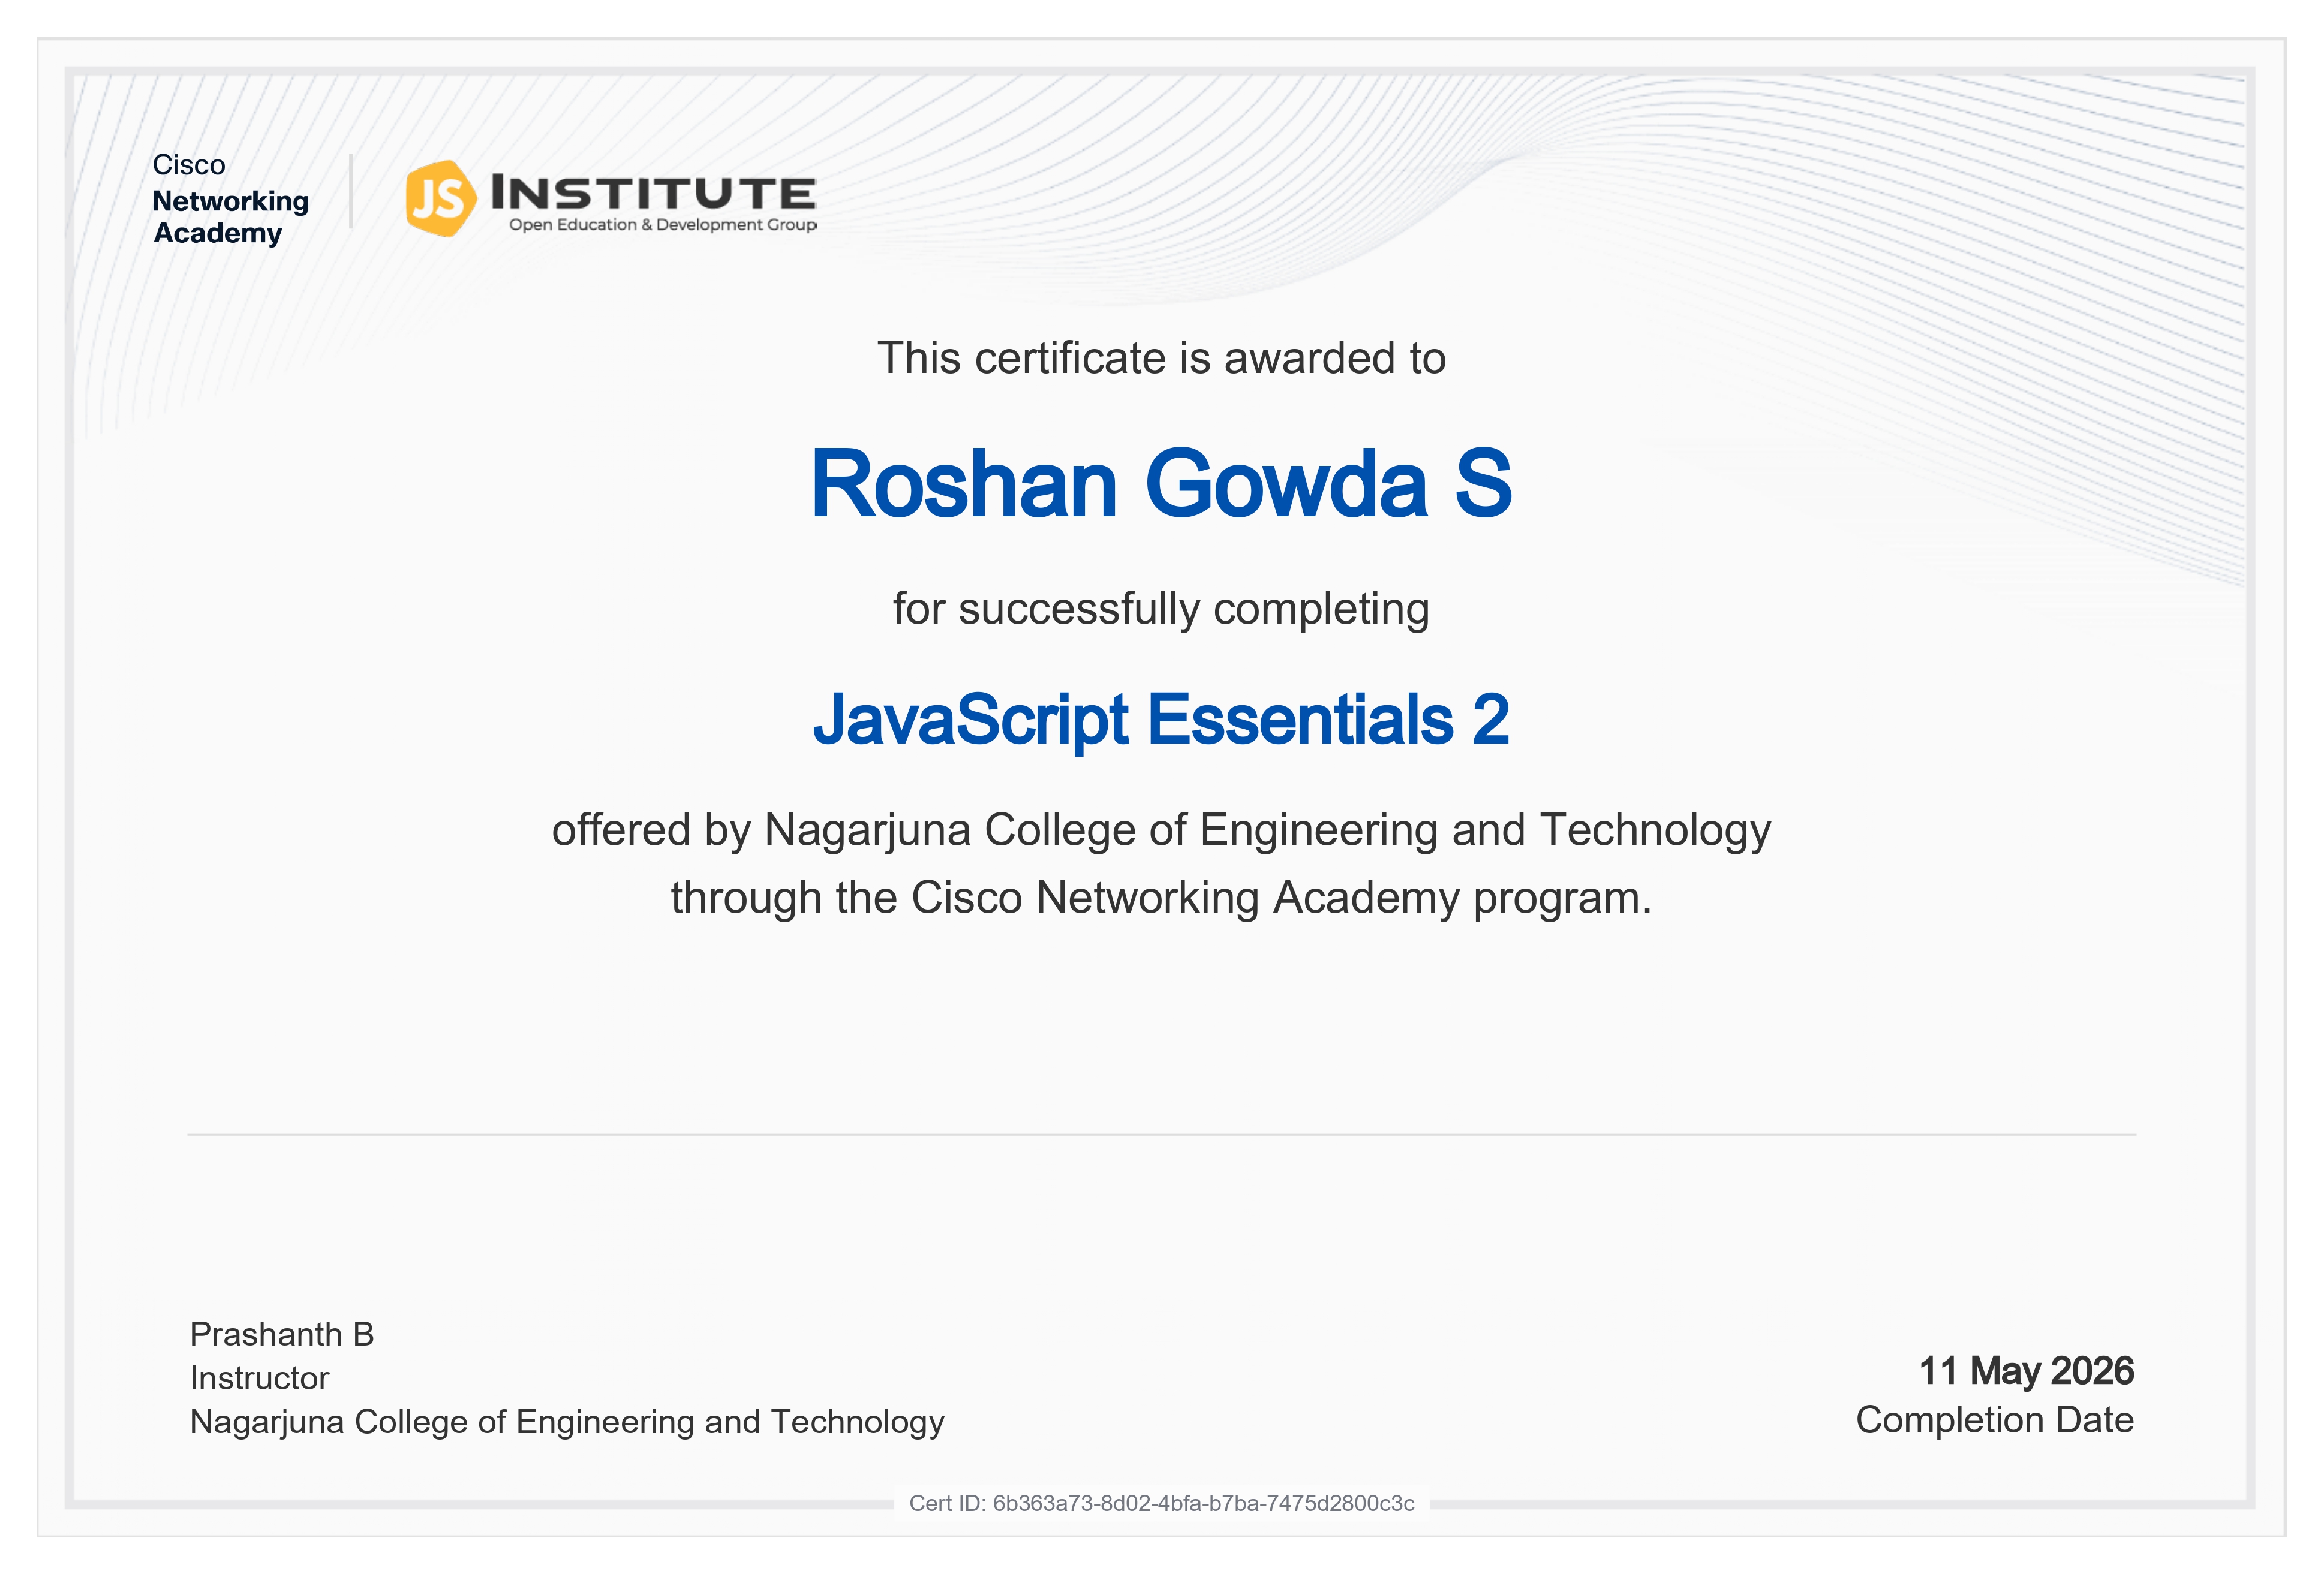 Cisco
Networking
Academy
JS INSTITUTE
Open Education & Development Group
This certificate is awarded to
Roshan Gowda S
for successfully completing
JavaScript Essentials 2
offered by Nagarjuna College of Engineering and Technology
through the Cisco Networking Academy program.
Prashanth B
Instructor
Nagarjuna College of Engineering and Technology
11 May 2026
Completion Date
Cert ID: 6b363a73-8d02-4bfa-b7ba-7475d2800c3c